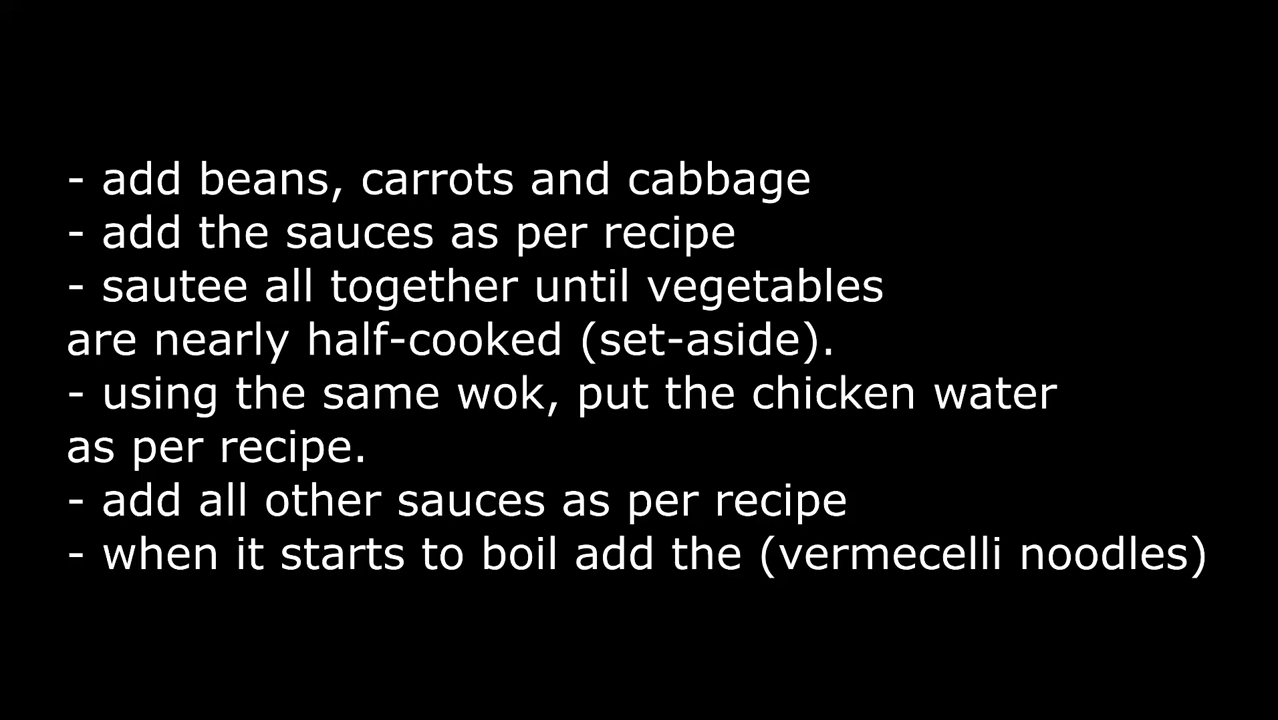 - add beans, carrots and cabbage
- add the sauces as per recipe
- sautee all together until vegetables
are nearly half-cooked (set-aside).
- using the same wok, put the chicken water
as per recipe.
- add all other sauces as per recipe
- when it starts to boil add the (vermecelli noodles)